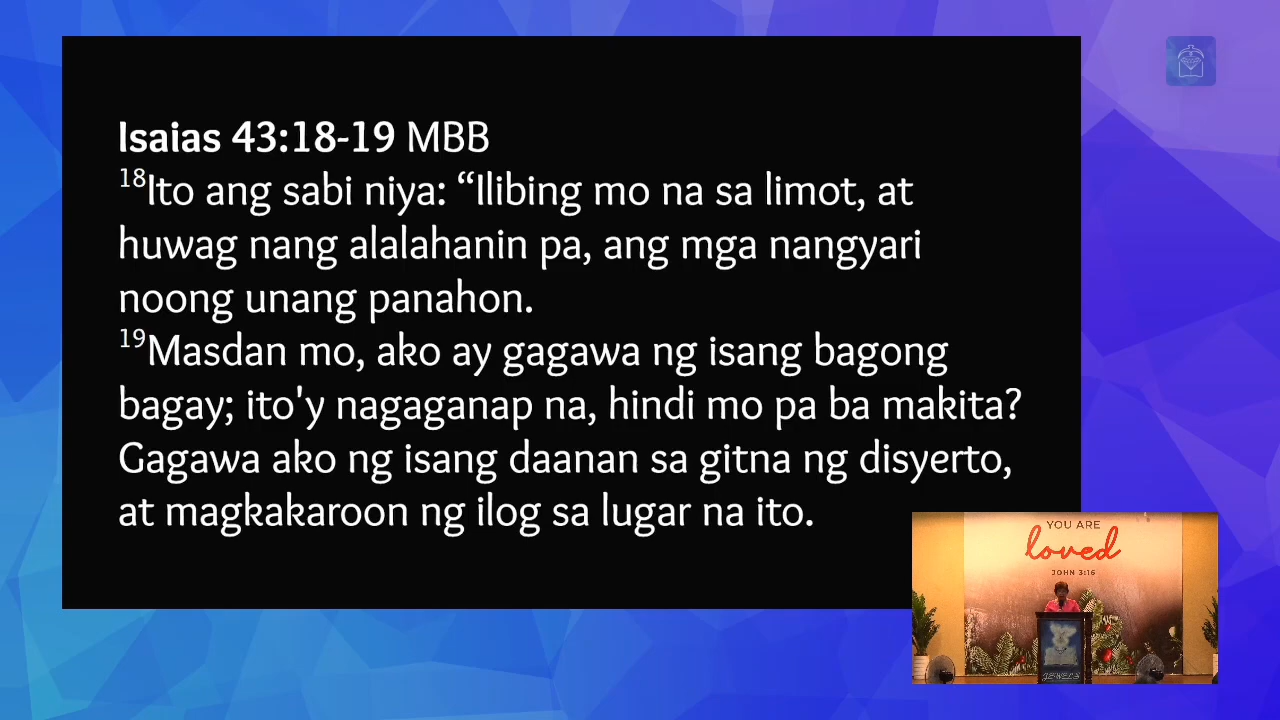 Isaias 43:18-19 MBB
18Ito ang sabi niya: “Ilibing mo na sa limot, at
huwag nang alalahanin pa, ang mga nangyari
noong unang panahon.
19Masdan mo, ako ay gagawa ng isang bagong
bagay; ito'y nagaganap na, hindi mo pa ba makita?
Gagawa ako ng isang daanan sa gitna ng disyerto,
at magkakaroon ng ilog sa lugar na ito.
YOU ARE
loved
JOHN 3:16
JEWELS